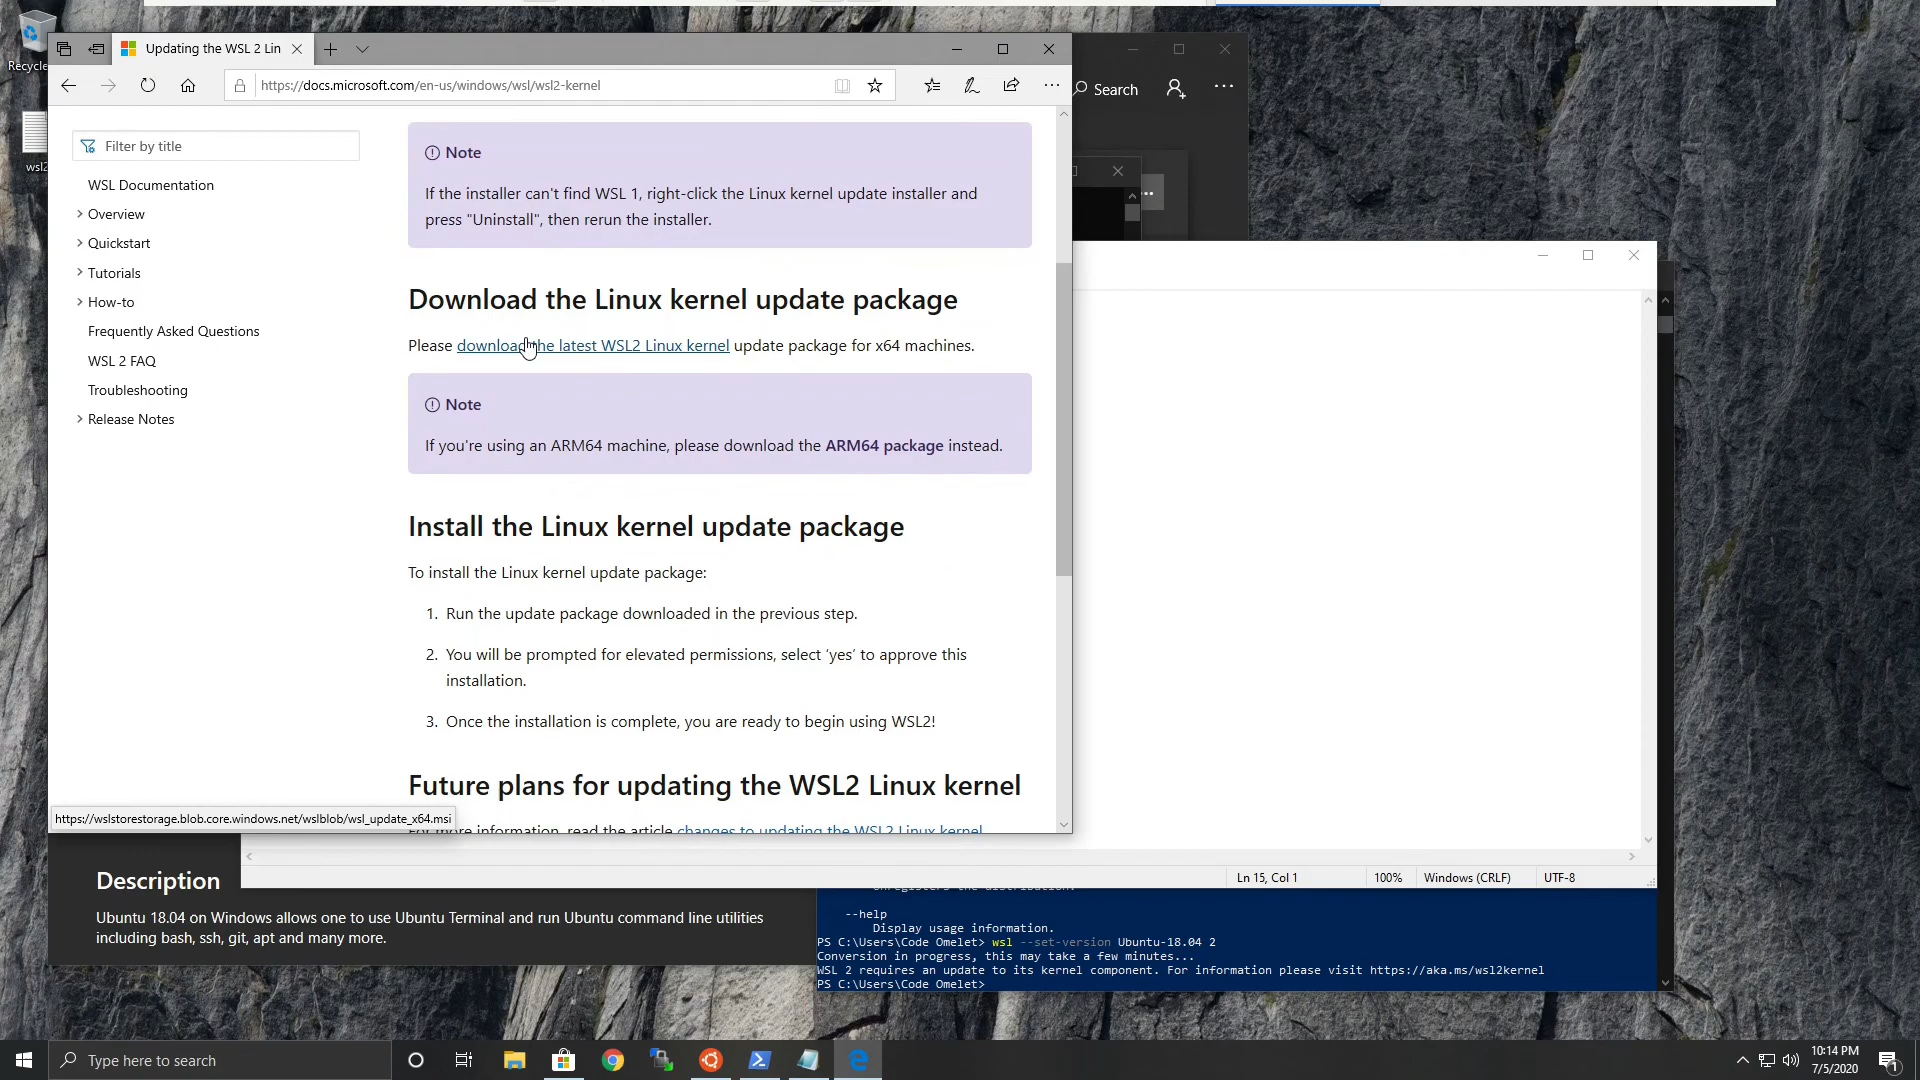 Recycle
wsl2
Updating the WSL 2 Lin
https://docs.microsoft.com/en-us/windows/wsl/wsl2-kernel
Search
Filter by title
WSL Documentation
Overview
Quickstart
Tutorials
How-to
Frequently Asked Questions
WSL 2 FAQ
Troubleshooting
Release Notes
Note
If the installer can't find WSL 1, right-click the Linux kernel update installer and
press "Uninstall", then rerun the installer.
Download the Linux kernel update package
Please download the latest WSL2 Linux kernel update package for x64 machines.
Note
If you're using an ARM64 machine, please download the ARM64 package instead.
Install the Linux kernel update package
To install the Linux kernel update package:
1. Run the update package downloaded in the previous step.
2. You will be prompted for elevated permissions, select ‘yes’ to approve this
installation.
3. Once the installation is complete, you are ready to begin using WSL2!
Future plans for updating the WSL2 Linux kernel
For more information, read the article changes to updating the WSL2 Linux kernel
https://wslstorestorage.blob.core.windows.net/wslblob/wsl_update_x64.msi
Ln 15, Col 1
100%
Windows (CRLF)
UTF-8
Description
Ubuntu 18.04 on Windows allows one to use Ubuntu Terminal and run Ubuntu command line utilities
including bash, ssh, git, apt and many more.
Unregisters the distribution.
--help
Display usage information.
PS C:\Users\Code Omelet> wsl --set-version Ubuntu-18.04 2
Conversion in progress, this may take a few minutes...
WSL 2 requires an update to its kernel component. For information please visit https://aka.ms/wsl2kernel
PS C:\Users\Code Omelet>
Type here to search
10:14 PM
7/5/2020
1